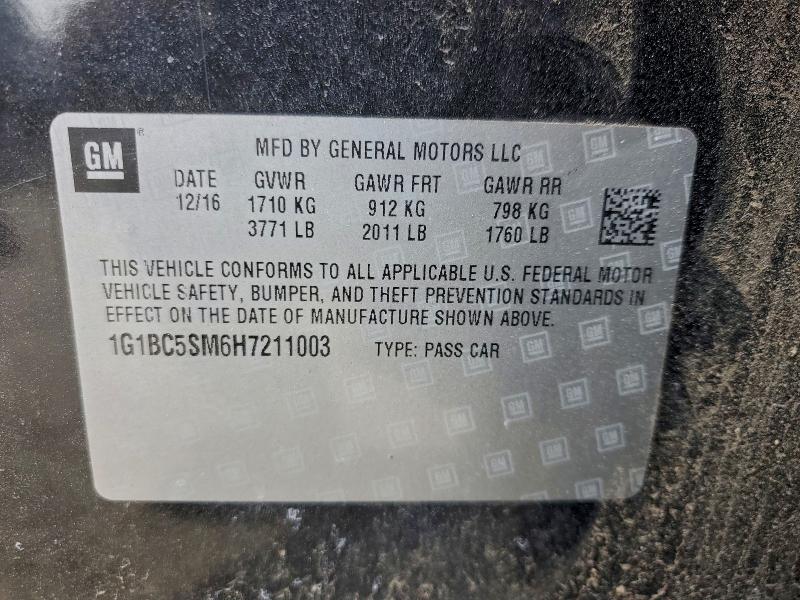 GM
MFD BY GENERAL MOTORS LLC
DATE GVWR GAWR FRT GAWR RR
12/16 1710 KG 912 KG 798 KG
3771 LB 2011 LB 1760 LB
THIS VEHICLE CONFORMS TO ALL APPLICABLE U.S. FEDERAL MOTOR
VEHICLE SAFETY, BUMPER, AND THEFT PREVENTION STANDARDS IN
EFFECT ON THE DATE OF MANUFACTURE SHOWN ABOVE.
1G1BC5SM6H7211003 TYPE: PASS CAR